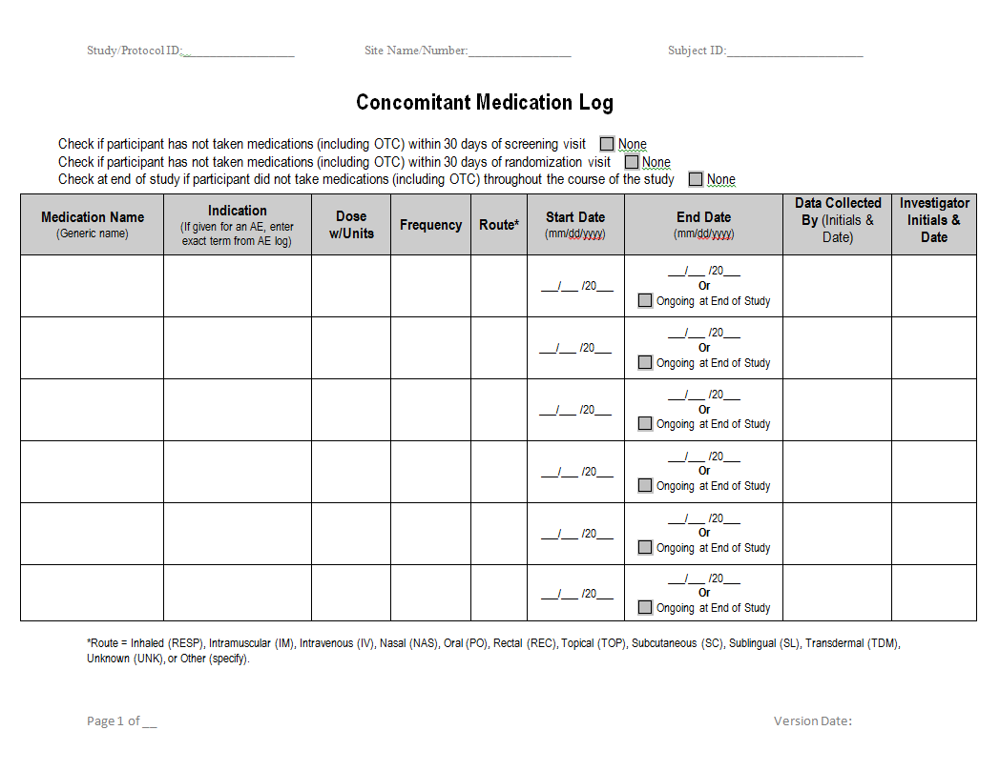 Study/Protocol ID:__________________ Site Name/Number:________________ Subject ID:_____________________
Concomitant Medication Log
Check if participant has not taken medications (including OTC) within 30 days of screening visit None
Check if participant has not taken medications (including OTC) within 30 days of randomization visit None
Check at end of study if participant did not take medications (including OTC) throughout the course of the study None
Medication Name
(Generic name)
Indication
(If given for an AE, enter
exact term from AE log)
Dose
w/Units
Frequency
Route*
Start Date
(mm/dd/yyyy)
End Date
(mm/dd/yyyy)
Data Collected
By (Initials &
Date)
Investigator
Initials &
Date
___/___ /20___
___/___ /20___
Or
Ongoing at End of Study
___/___ /20___
___/___ /20___
Or
Ongoing at End of Study
___/___ /20___
___/___ /20___
Or
Ongoing at End of Study
___/___ /20___
___/___ /20___
Or
Ongoing at End of Study
___/___ /20___
___/___ /20___
Or
Ongoing at End of Study
___/___ /20___
___/___ /20___
Or
Ongoing at End of Study
*Route = Inhaled (RESP), Intramuscular (IM), Intravenous (IV), Nasal (NAS), Oral (PO), Rectal (REC), Topical (TOP), Subcutaneous (SC), Sublingual (SL), Transdermal (TDM),
Unknown (UNK), or Other (specify).
Page 1 of __ Version Date: